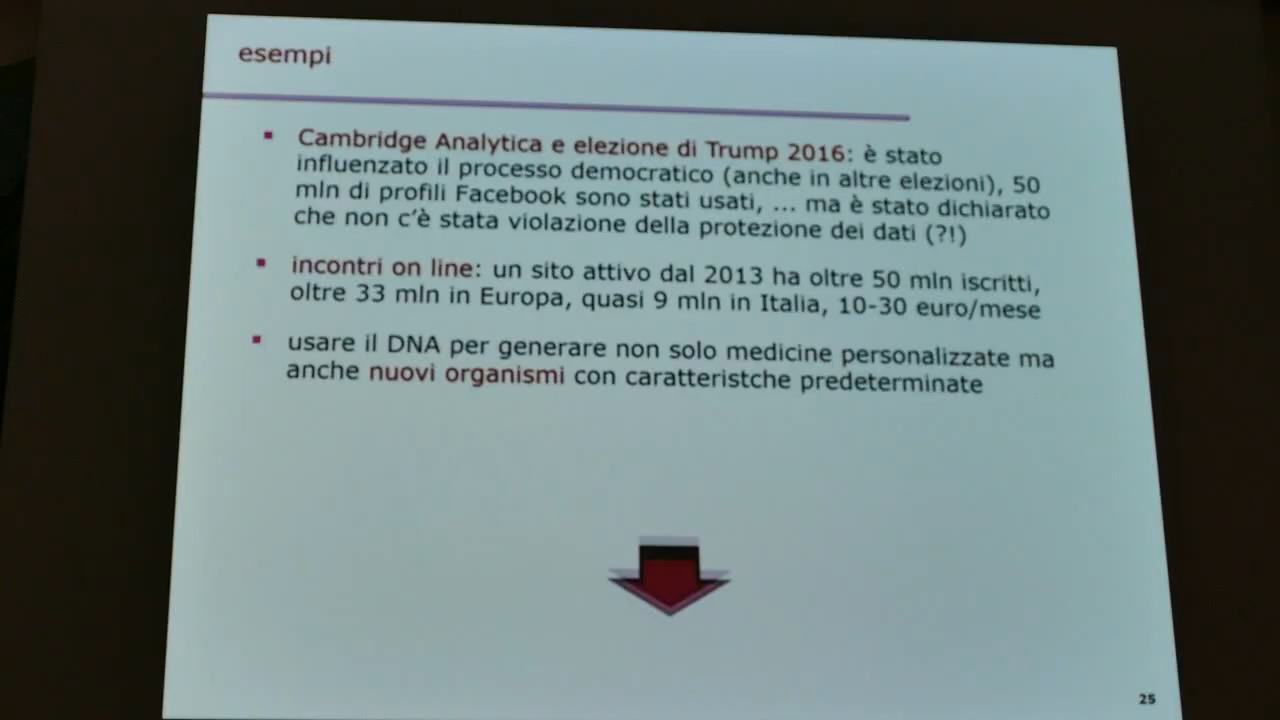 esempi
Cambridge Analytica e elezione di Trump 2016: è stato
influenzato il processo democratico (anche in altre elezioni), 50
mln di profili Facebook sono stati usati, ... ma è stato dichiarato
che non c'è stata violazione della protezione dei dati (?!)
incontri on line: un sito attivo dal 2013 ha oltre 50 mln iscritti,
oltre 33 mln in Europa, quasi 9 mln in Italia, 10-30 euro/mese
usare il DNA per generare non solo medicine personalizzate ma
anche nuovi organismi con caratteristche predeterminate
25